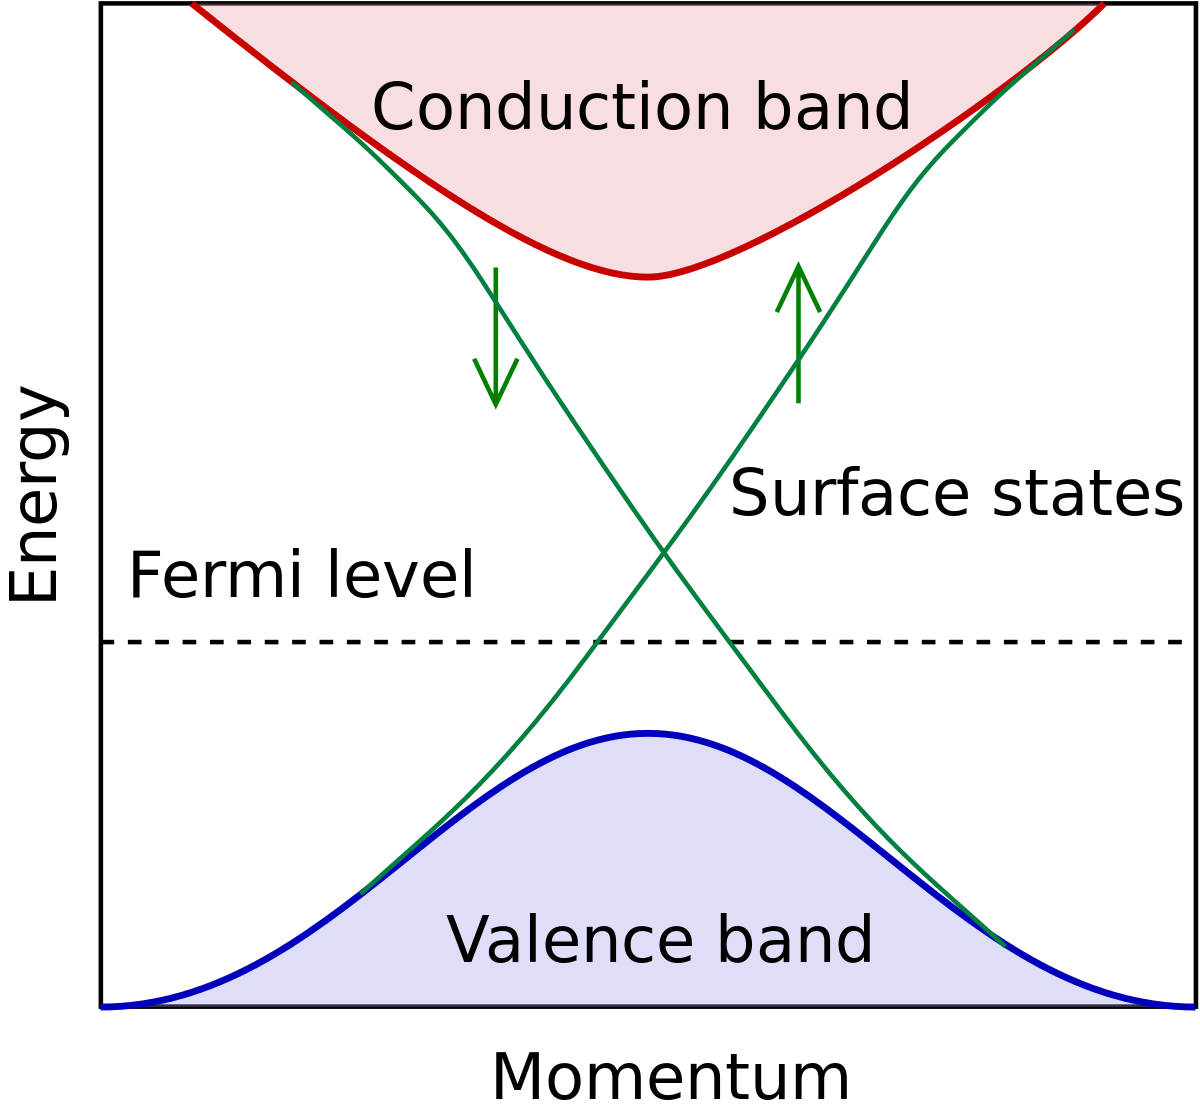 Conduction band
Surface states
Fermi level
Valence band
Energy
Momentum